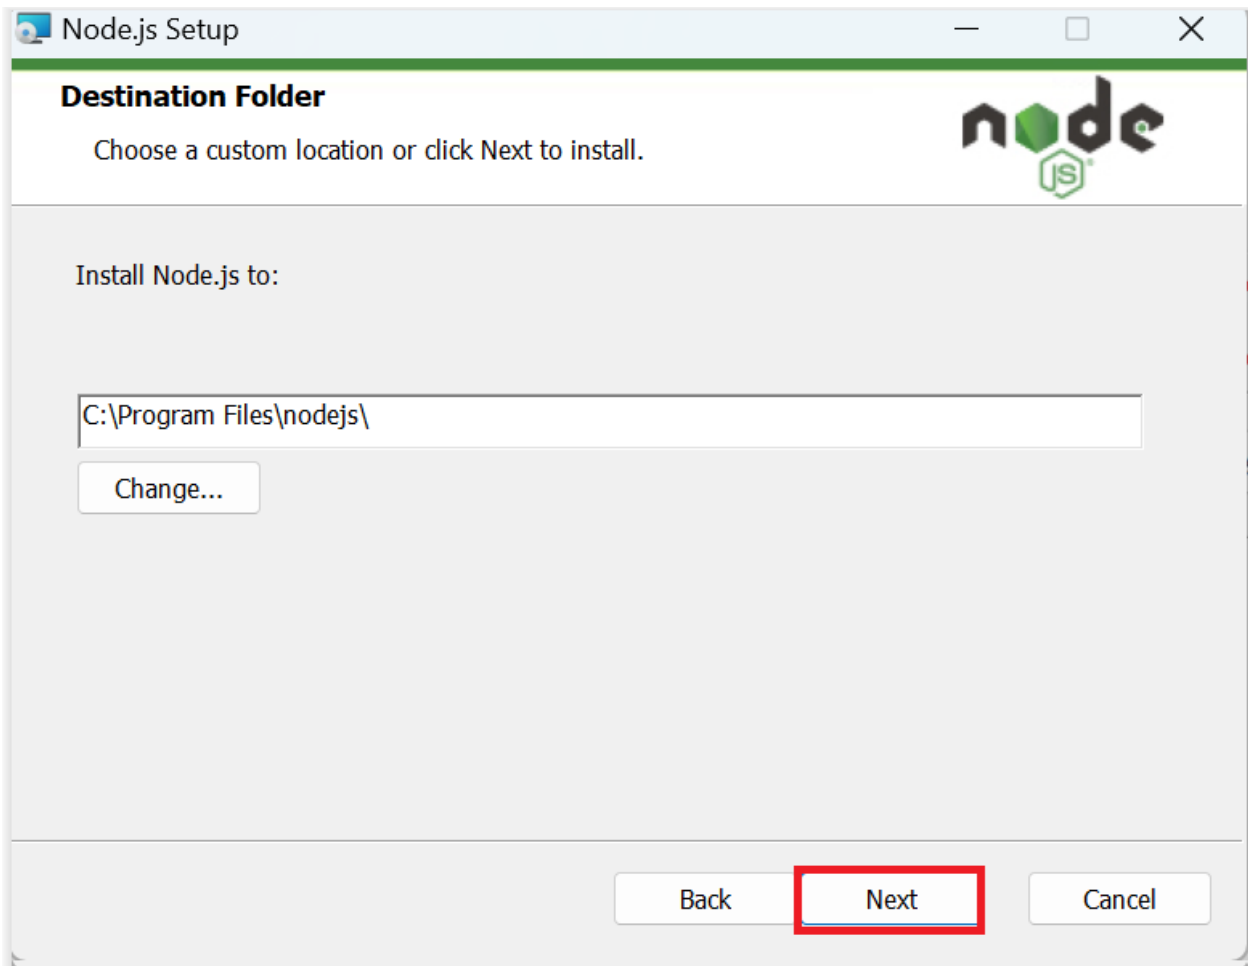 Node.js Setup
Destination Folder
Choose a custom location or click Next to install.
node
JS
Install Node.js to:
C:\Program Files\nodejs\
Change...
Back
Next
Cancel